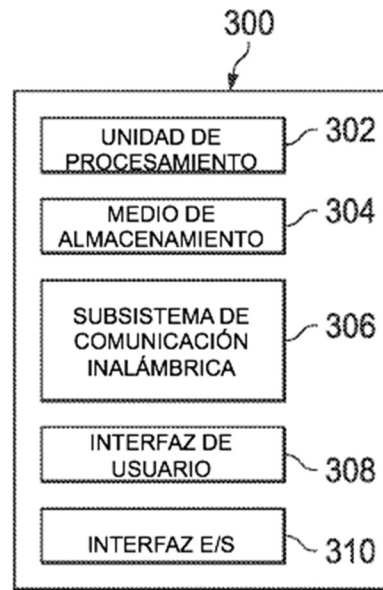 300
UNIDAD DE
PROCESAMIENTO
302
MEDIO DE
ALMACENAMIENTO
304
SUBSISTEMA DE
COMUNICACIÓN
INALÁMBRICA
306
INTERFAZ DE
USUARIO
308
INTERFAZ E/S
310